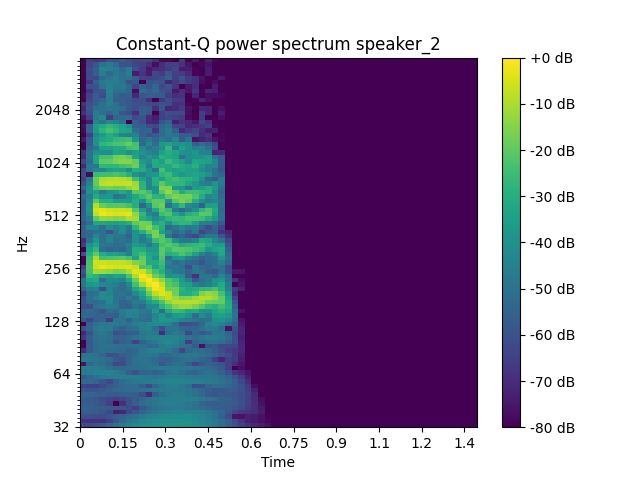 Constant-Q power spectrum speaker_2
Hz
2048
1024
512
256
128
64
32
0 0.15 0.3 0.45 0.6 0.75 0.9 1.1 1.2 1.4
Time
+0 dB
-10 dB
-20 dB
-30 dB
-40 dB
-50 dB
-60 dB
-70 dB
-80 dB